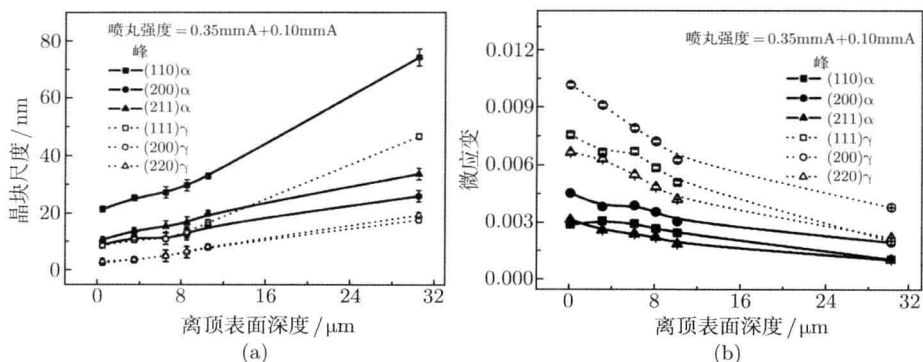 (a)
喷丸强度=0.35mmA+0.10mmA
峰
(110)α
(200)α
(211)α
(111)γ
(200)γ
(220)γ
80
60
40
20
0
晶块尺度/nm
0 8 16 24 32
离顶表面深度/μm
(a)
0.012
0.009
0.006
0.003
0.000
微应变
喷丸强度=0.35mmA+0.10mmA
峰
(110)α
(200)α
(211)α
(111)γ
(200)γ
(220)γ
0 8 16 24 32
离顶表面深度/μm
(b)